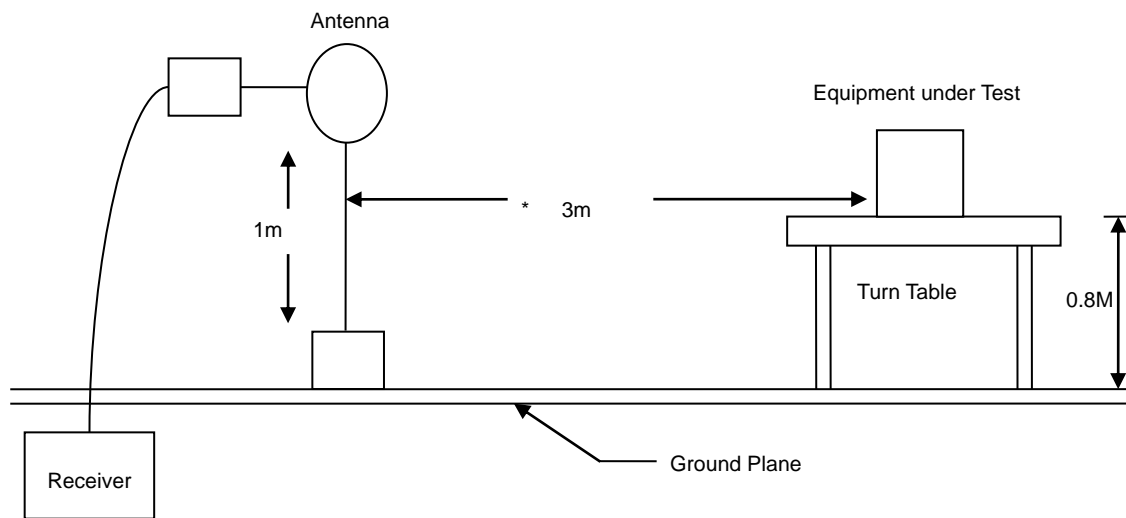 Antenna
Equipment under Test
* 3m
1m
Turn Table
0.8M
Ground Plane
Receiver